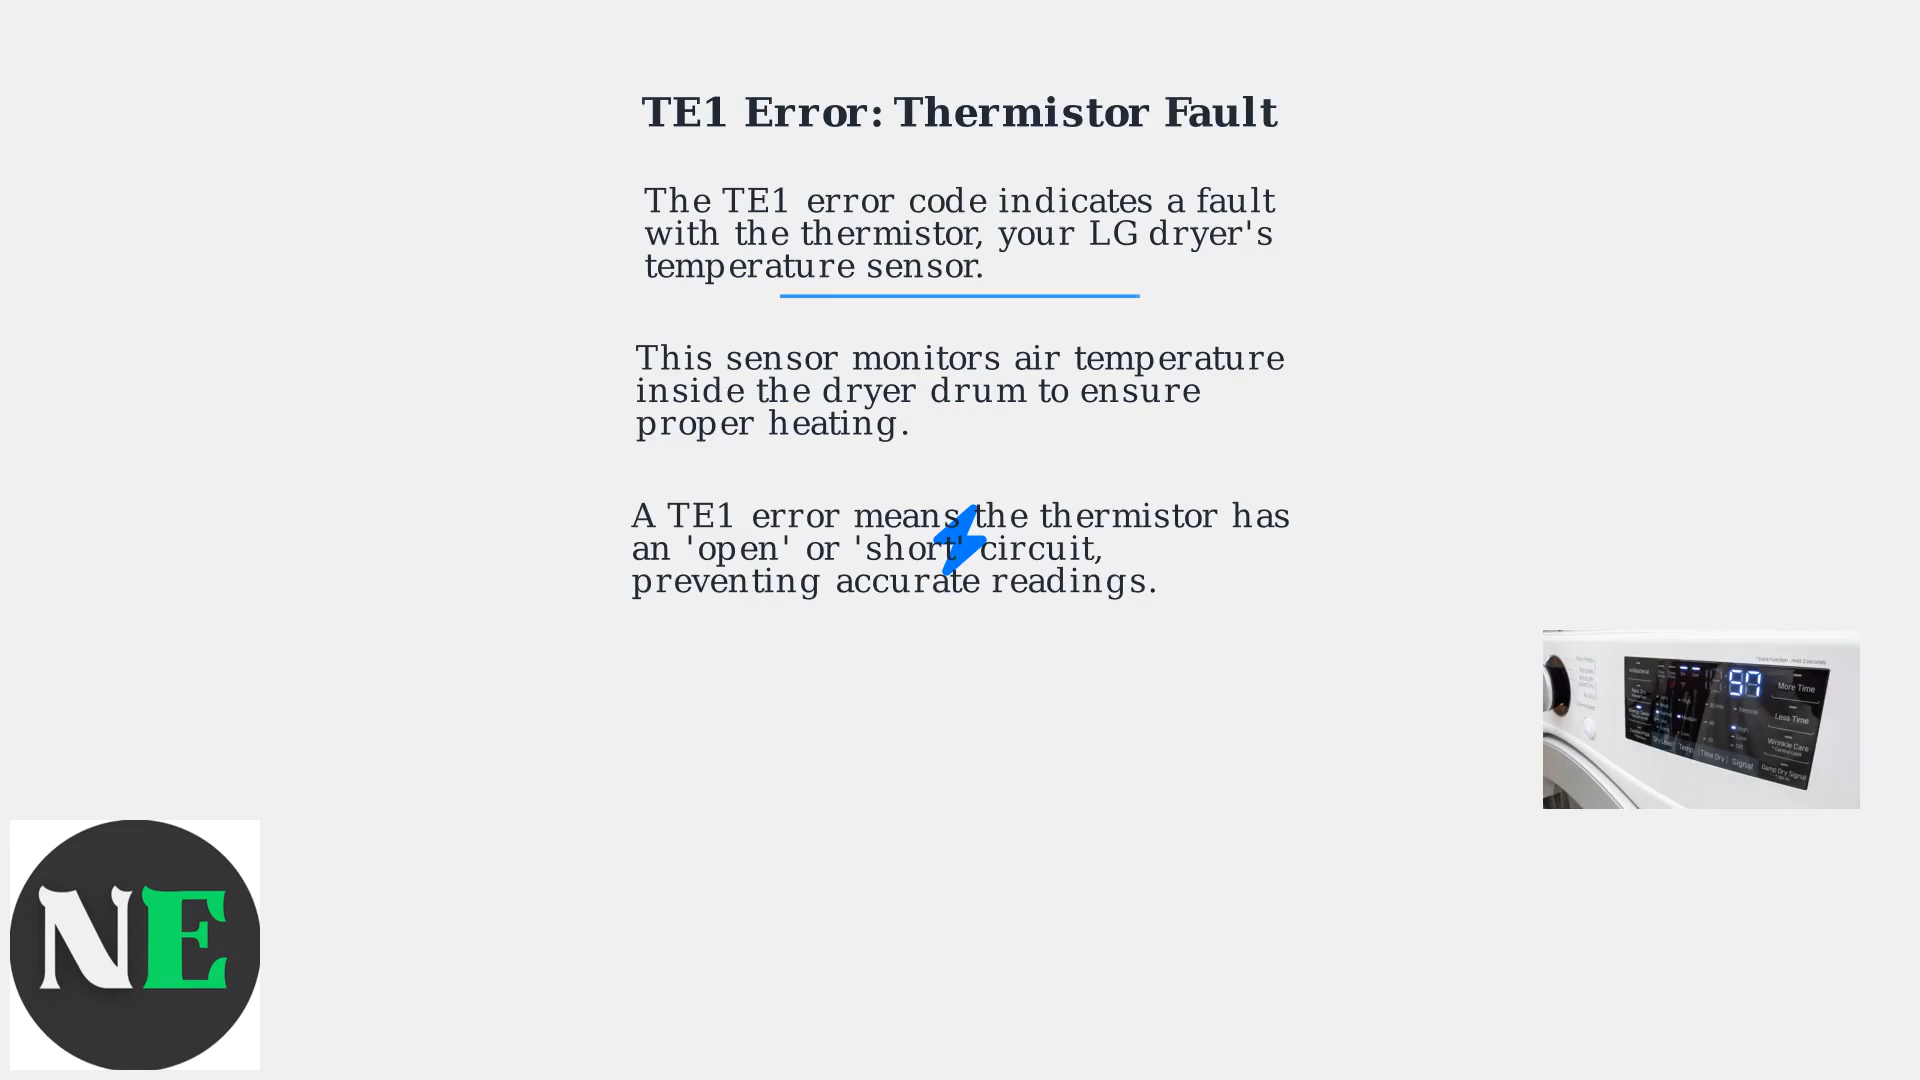 TE1 Error: Thermistor Fault
The TE1 error code indicates a fault
with the thermistor, your LG dryer's
temperature sensor.
This sensor monitors air temperature
inside the dryer drum to ensure
proper heating.
A TE1 error means the thermistor has
an 'open' or 'short' circuit,
preventing accurate readings.
57
More Time
Less Time
Wrinkle Care
Damp Dry Signal
Dry Level
Temp.
Time Dry
Signal
NE